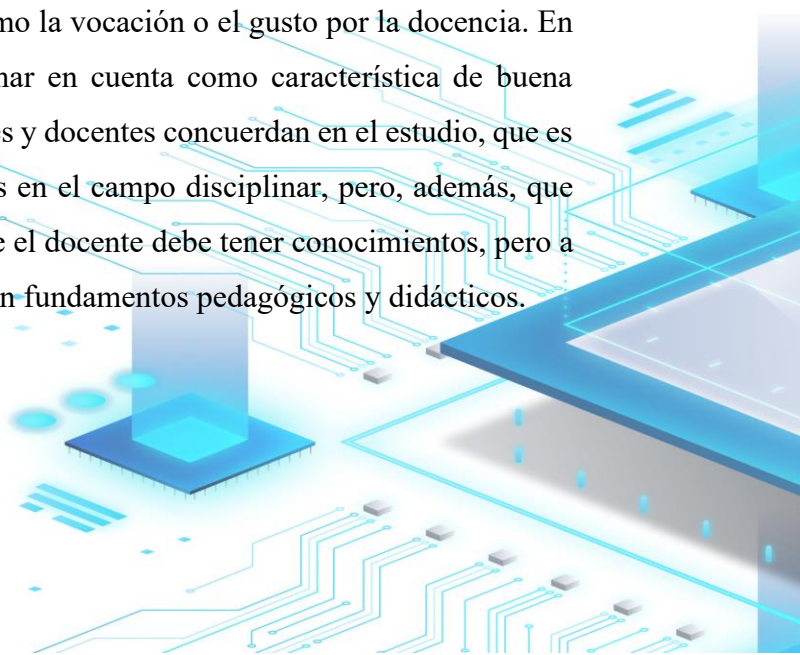 mo la vocación o el gusto por la docencia. En
nar en cuenta como característica de buena
es y docentes concuerdan en el estudio, que es
s en el campo disciplinar, pero, además, que
e el docente debe tener conocimientos, pero a
n fundamentos pedagógicos y didácticos.